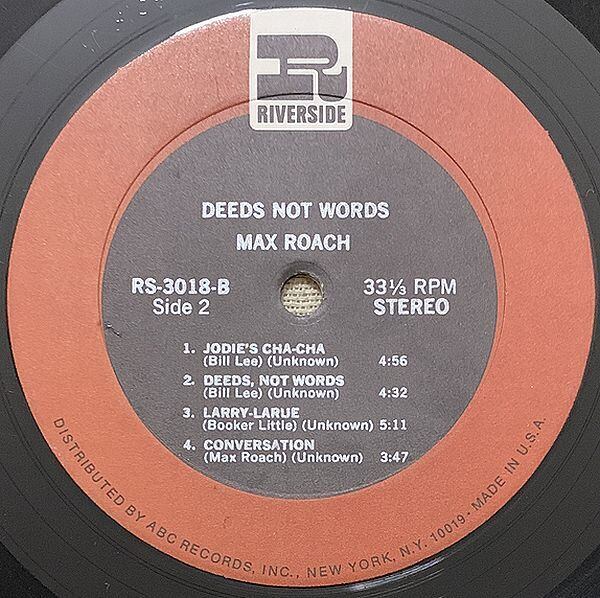 R
RIVERSIDE
DEEDS NOT WORDS
MAX ROACH
RS-3018-B
Side 2
33⅓ RPM
STEREO
1. JODIE'S CHA-CHA
(Bill Lee) (Unknown) 4:56
2. DEEDS, NOT WORDS
(Bill Lee) (Unknown) 4:32
3. LARRY-LARUE
(Booker Little) (Unknown) 5:11
4. CONVERSATION
(Max Roach) (Unknown) 3:47
DISTRIBUTED BY ABC RECORDS, INC., NEW YORK, N.Y. 10019 - MADE IN U.S.A.